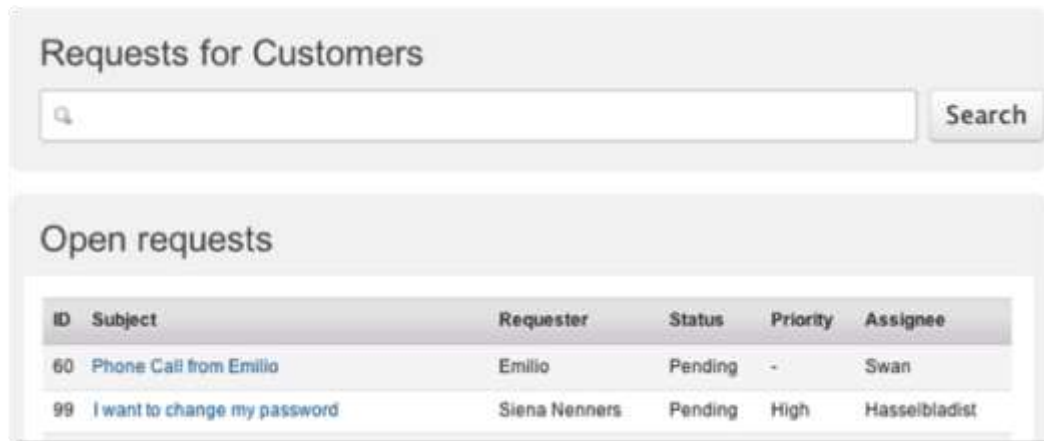 Requests for Customers
Search
Open requests
ID Subject Requester Status Priority Assignee
60 Phone Call from Emilio Emilio Pending - Swan
99 I want to change my password Siena Nenners Pending High Hasselbladist